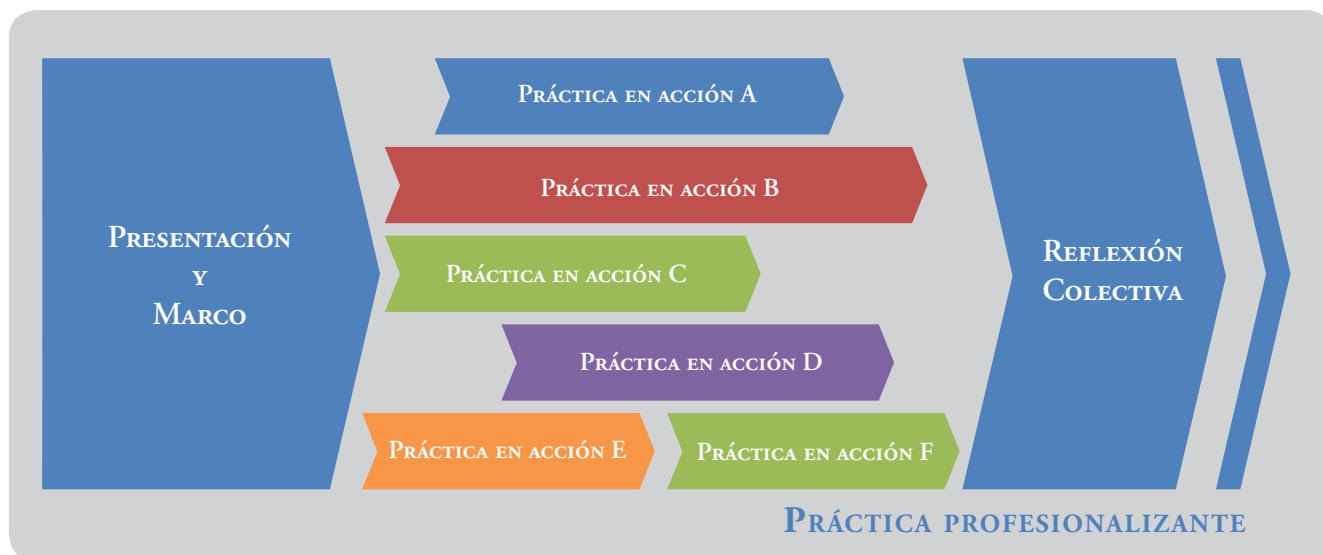 Presentación
y
Marco
Práctica en acción A
Práctica en acción B
Práctica en acción C
Práctica en acción D
Práctica en acción E
Práctica en acción F
Reflexión
Colectiva
Práctica profesionalizante